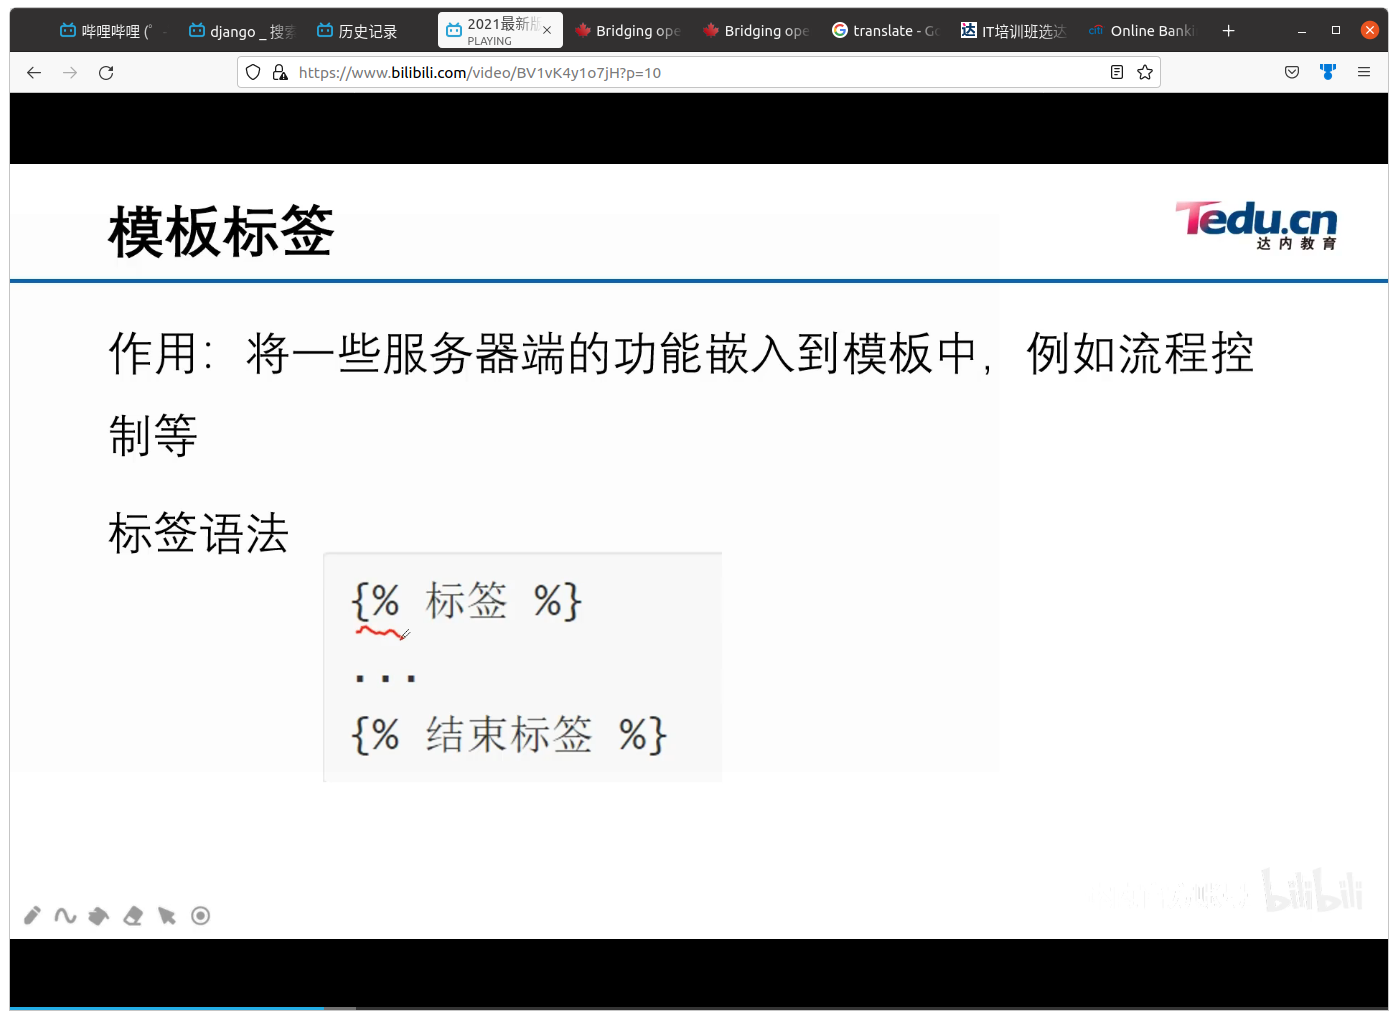 哔哩哔哩 (゜
django _ 搜索
历史记录
2021最新版
PLAYING
Bridging ope
Bridging ope
translate - Go
IT培训班选达
Online Banki
https://www.bilibili.com/video/BV1vK4y1o7jH?p=10
模板标签
Tedu.cn
达内教育
作用：将一些服务器端的功能嵌入到模板中，例如流程控
制等
标签语法
{% 标签 %}
...
{% 结束标签 %}
bilibili